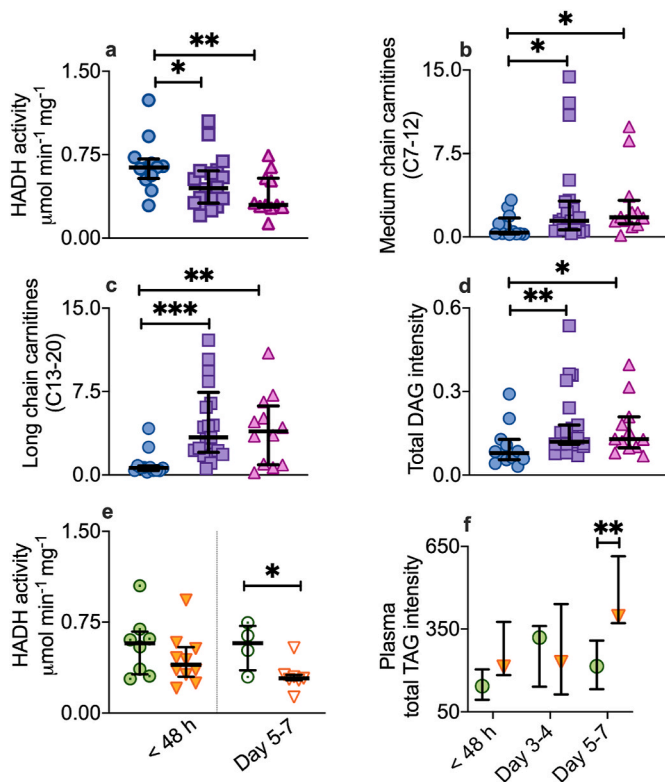 a
**
*
HADH activity
µmol min⁻¹ mg⁻¹
1.50
0.75
0.00
b
*
*
Medium chain carnitines
(C7-12)
15.0
7.5
0.0
c
**
***
Long chain carnitines
(C13-20)
15.0
7.5
0.0
d
*
**
Total DAG intensity
0.6
0.3
0.0
e
*
HADH activity
µmol min⁻¹ mg⁻¹
1.50
0.75
0.00
< 48 h
Day 5-7
f
**
Plasma
total TAG intensity
650
350
50
< 48 h
Day 3-4
Day 5-7